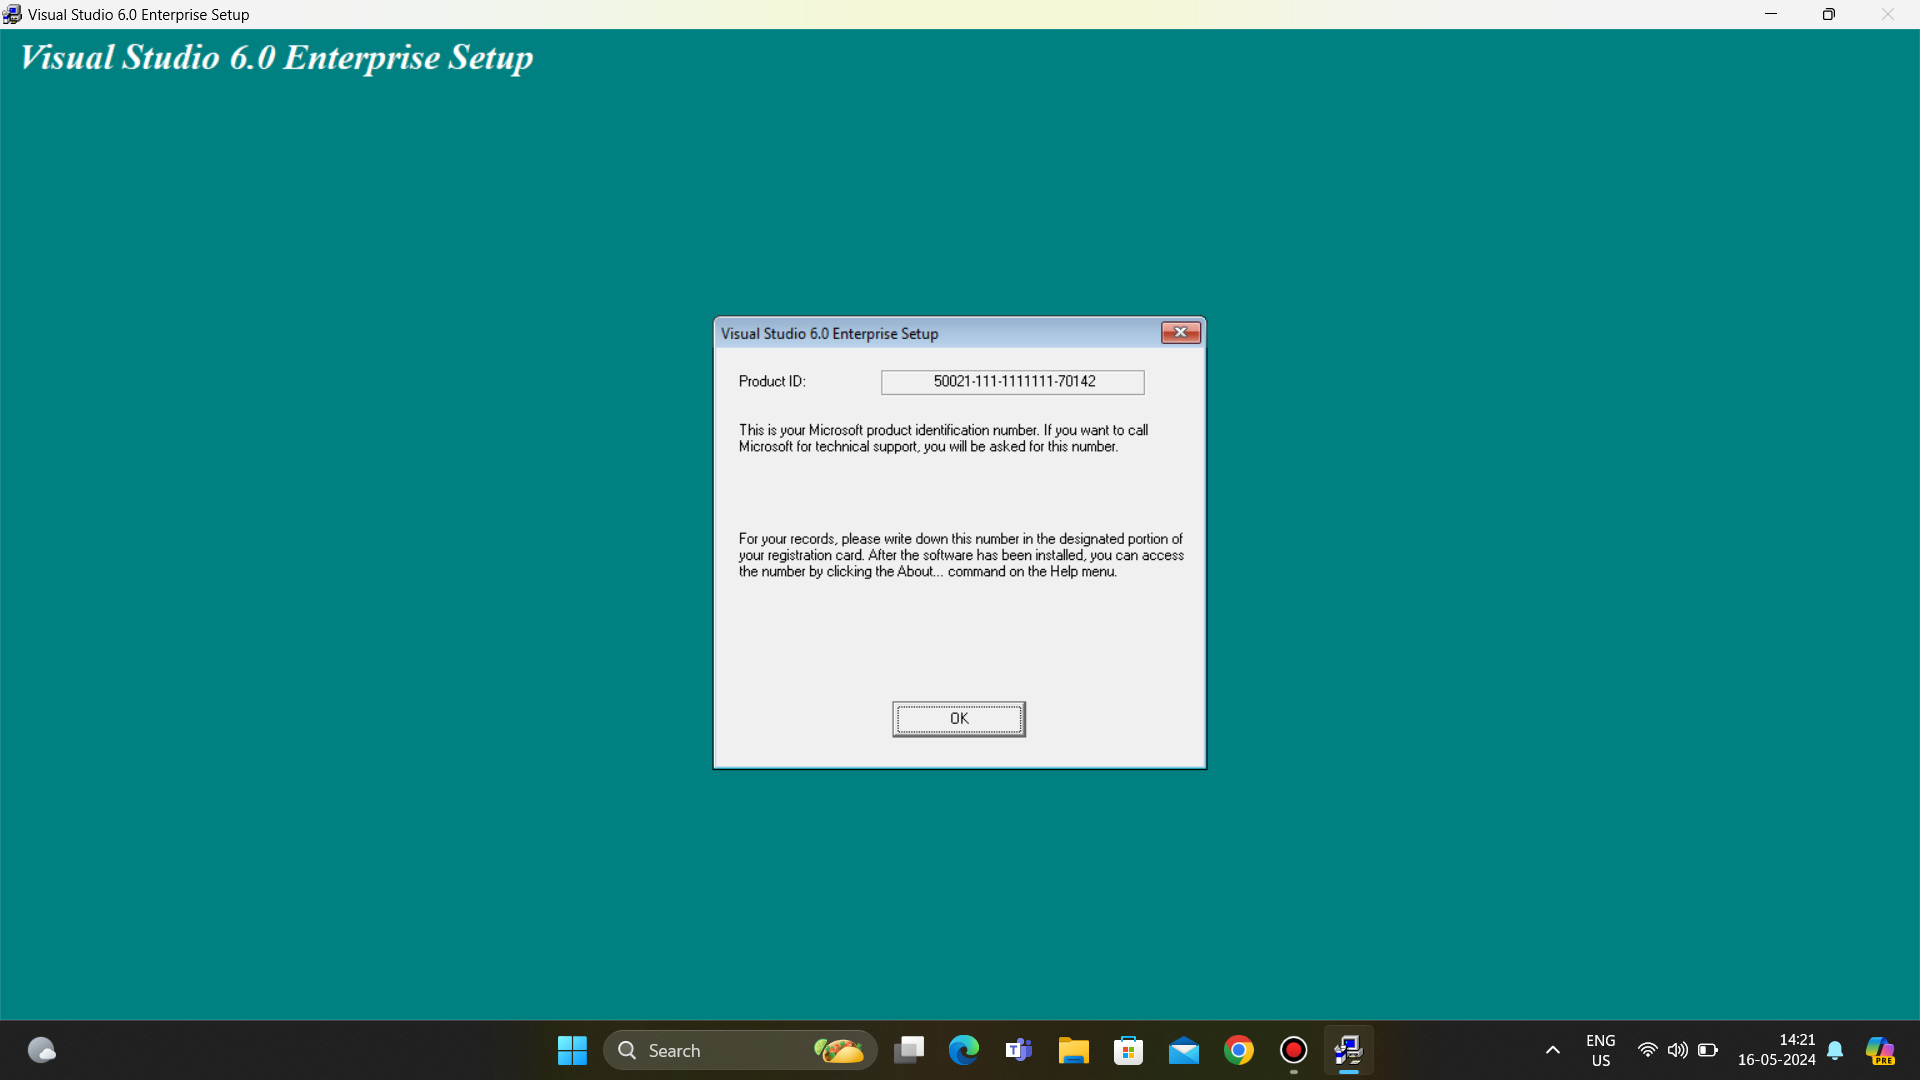 Visual Studio 6.0 Enterprise Setup
Visual Studio 6.0 Enterprise Setup
Visual Studio 6.0 Enterprise Setup
Product ID: 50021-111-1111111-70142
This is your Microsoft product identification number. If you want to call
Microsoft for technical support, you will be asked for this number.
For your records, please write down this number in the designated portion of
your registration card. After the software has been installed, you can access
the number by clicking the About... command on the Help menu.
OK
Search
ENG
US
14:21
16-05-2024
PRE